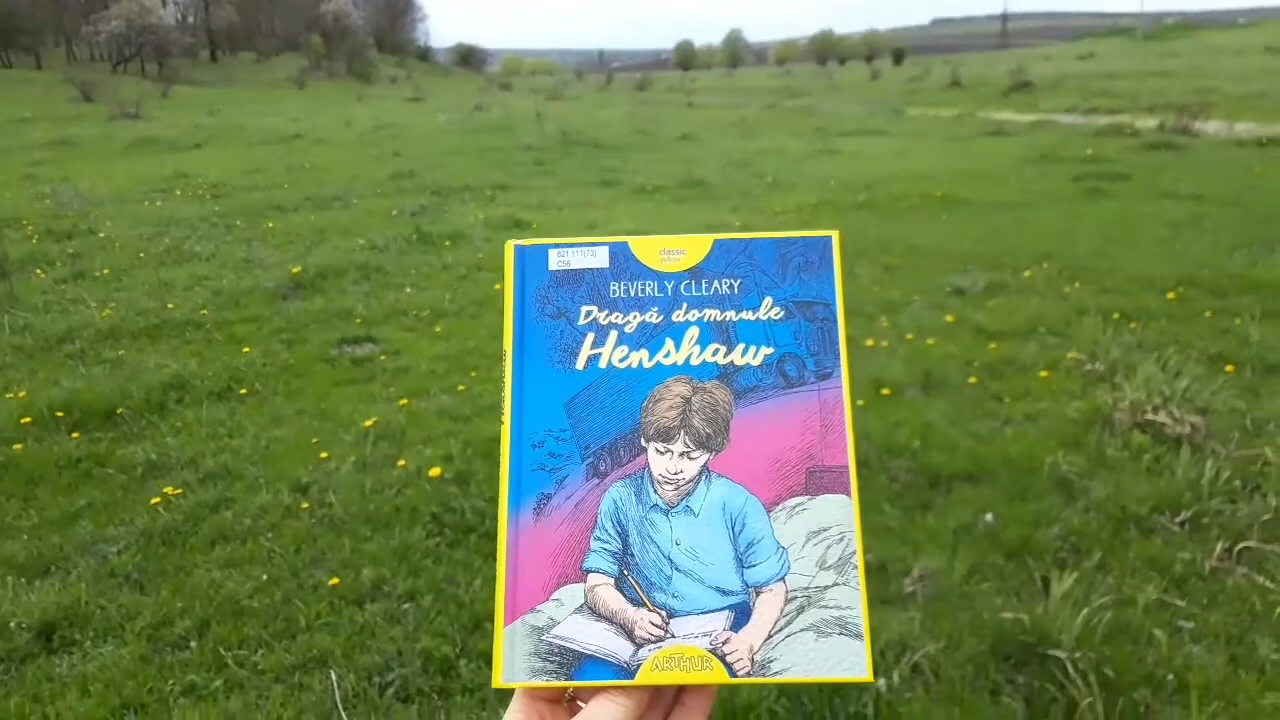 821.111(73)
C56
classic
yellow
BEVERLY CLEARY
Dragă domnule
Henshaw
ARTHUR